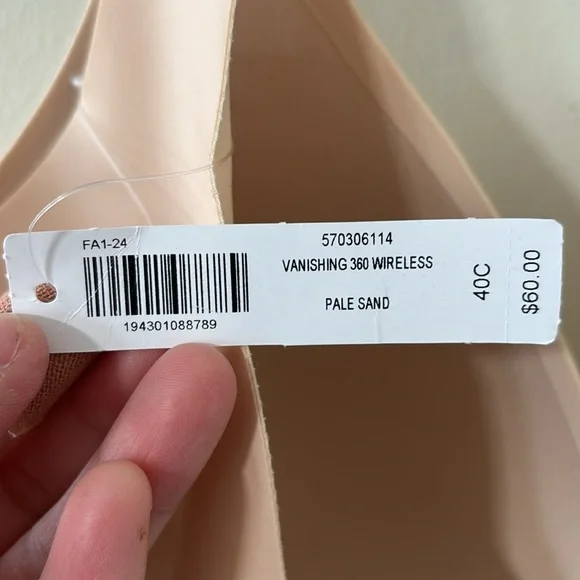 FA1-24
194301088789
570306114
VANISHING 360 WIRELESS
PALE SAND
40C
$60.00